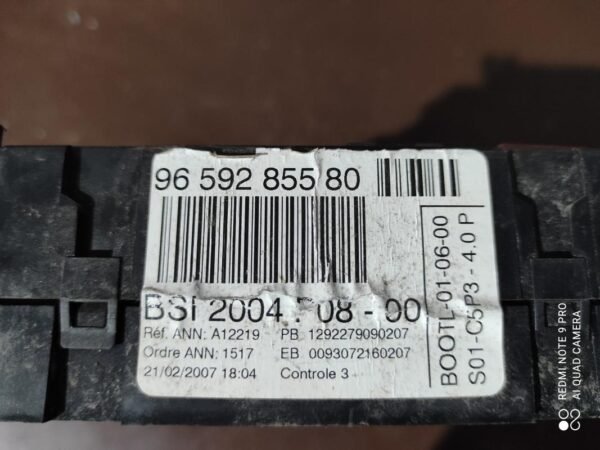 96 592 855 80
BSI 2004 F08 - 00
Réf. ANN: A12219 PB 1292279090207
Ordre ANN: 1517 EB 0093072160207
21/02/2007 18:04 Controle 3
BOOTL-01-06-00
S01-C5P3 - 4.0 P
REDMI NOTE 9 PRO
AI QUAD CAMERA